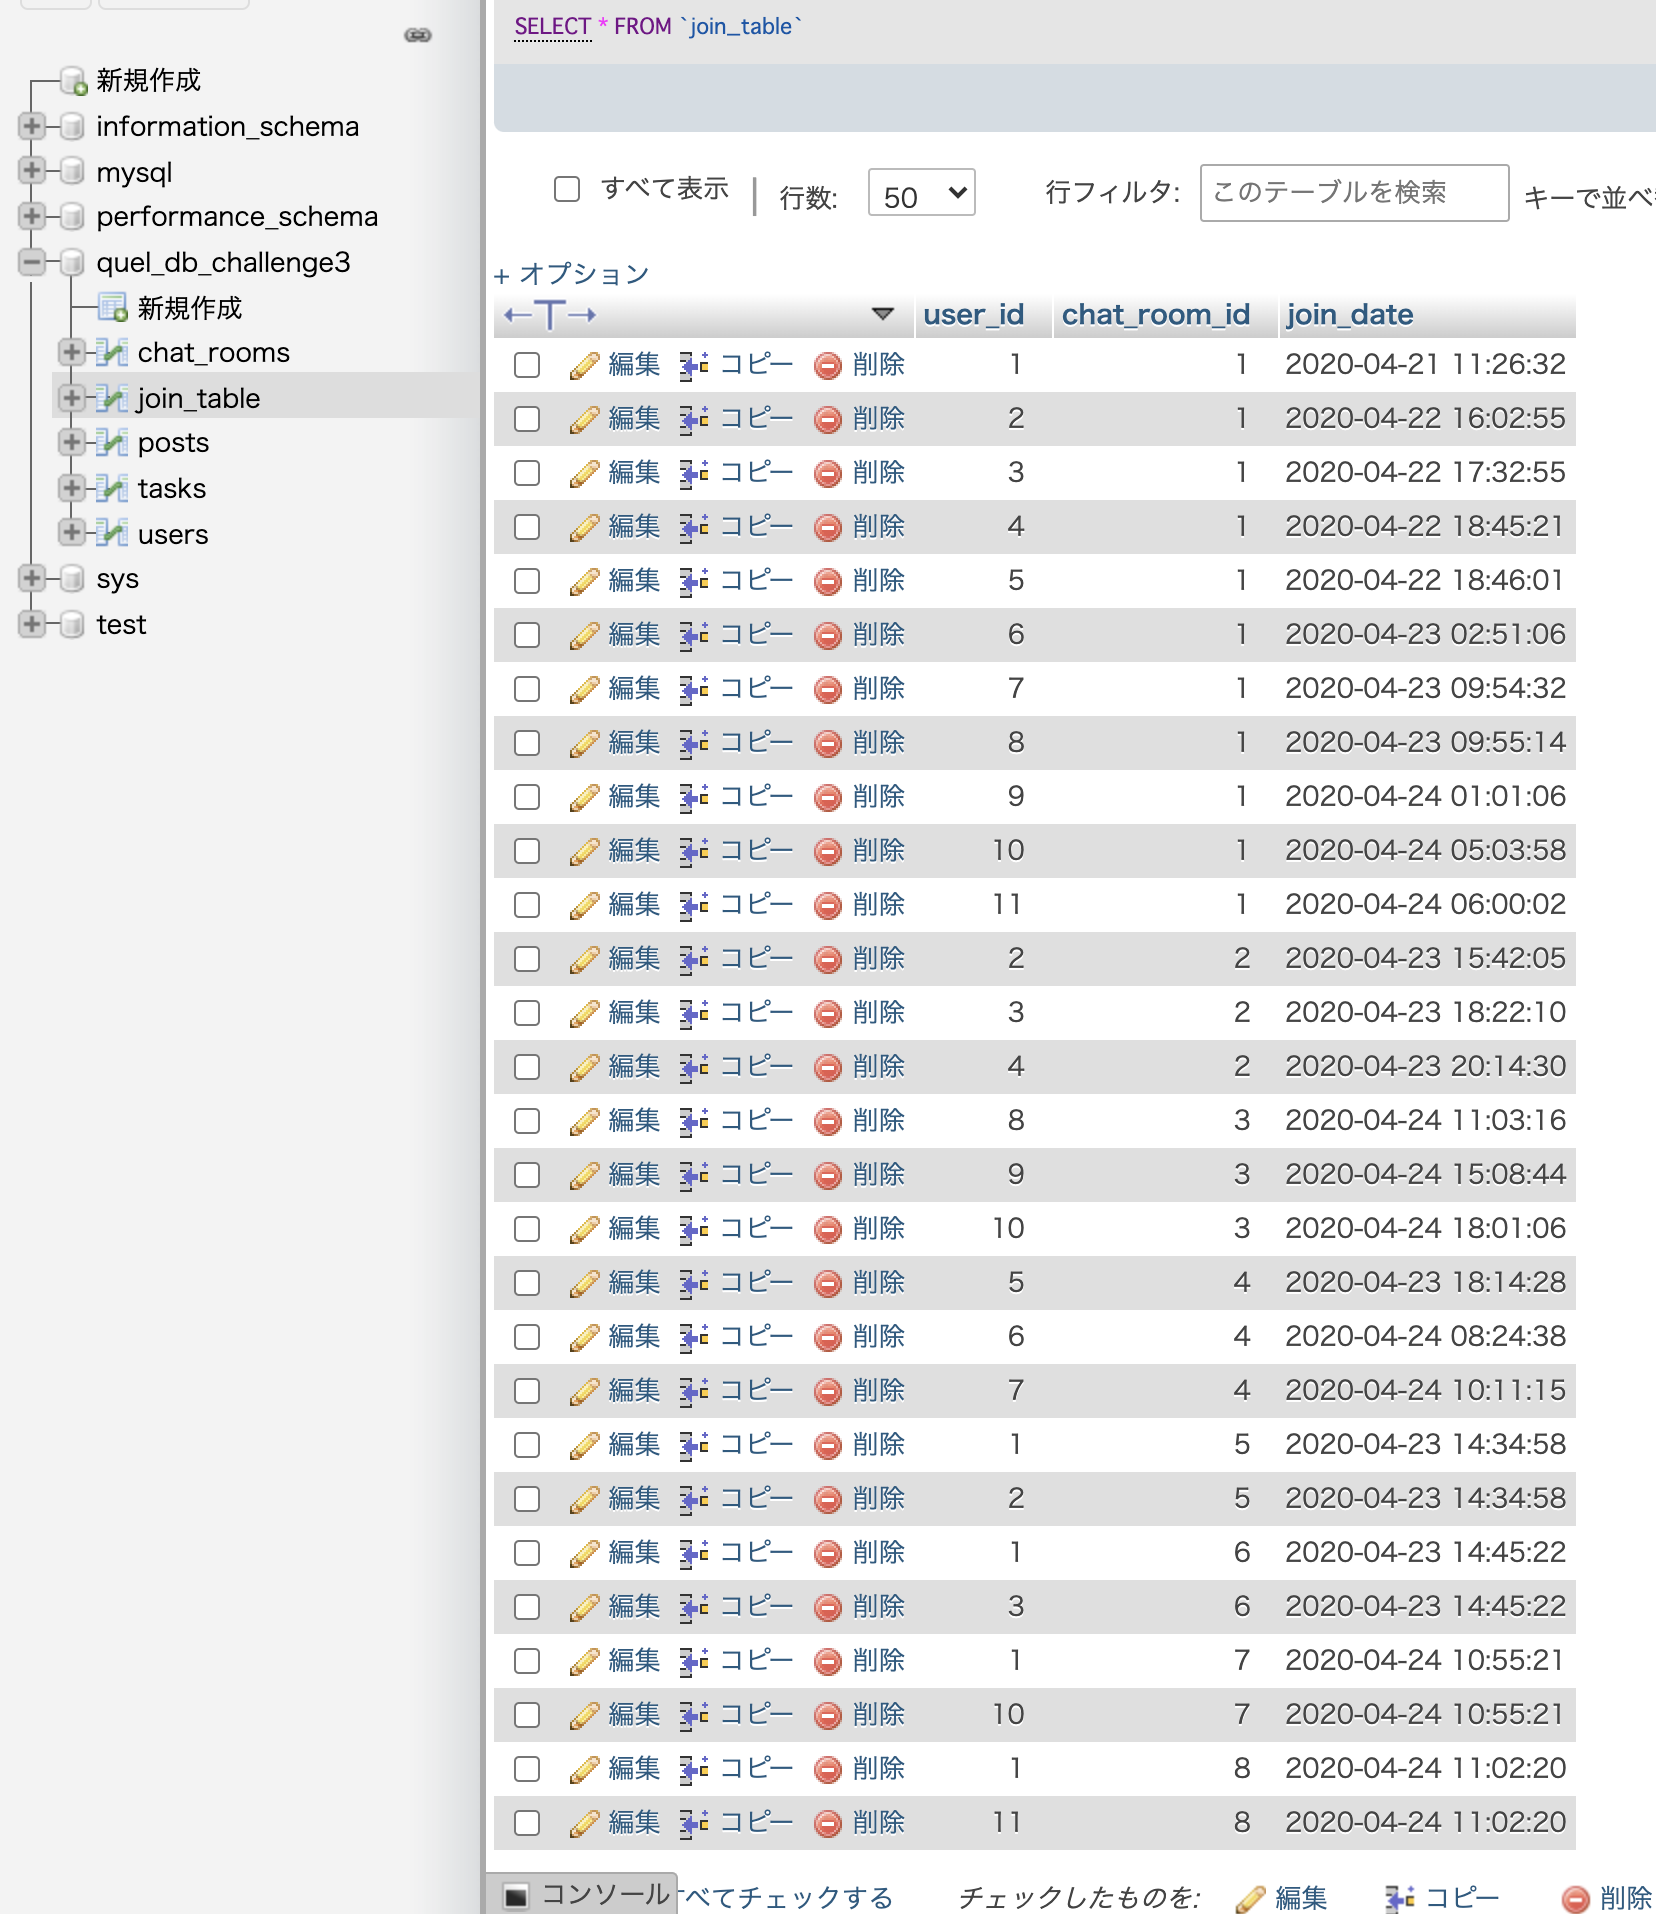 新規作成
information_schema
mysql
performance_schema
quel_db_challenge3
新規作成
chat_rooms
join_table
posts
tasks
users
sys
test
SELECT * FROM `join_table`
すべて表示 | 行数: 50 行フィルタ: このテーブルを検索 キーで並べ
+ オプション
←T→ ▼ user_id chat_room_id join_date
編集 コピー 削除 1 1 2020-04-21 11:26:32
編集 コピー 削除 2 1 2020-04-22 16:02:55
編集 コピー 削除 3 1 2020-04-22 17:32:55
編集 コピー 削除 4 1 2020-04-22 18:45:21
編集 コピー 削除 5 1 2020-04-22 18:46:01
編集 コピー 削除 6 1 2020-04-23 02:51:06
編集 コピー 削除 7 1 2020-04-23 09:54:32
編集 コピー 削除 8 1 2020-04-23 09:55:14
編集 コピー 削除 9 1 2020-04-24 01:01:06
編集 コピー 削除 10 1 2020-04-24 05:03:58
編集 コピー 削除 11 1 2020-04-24 06:00:02
編集 コピー 削除 2 2 2020-04-23 15:42:05
編集 コピー 削除 3 2 2020-04-23 18:22:10
編集 コピー 削除 4 2 2020-04-23 20:14:30
編集 コピー 削除 8 3 2020-04-24 11:03:16
編集 コピー 削除 9 3 2020-04-24 15:08:44
編集 コピー 削除 10 3 2020-04-24 18:01:06
編集 コピー 削除 5 4 2020-04-23 18:14:28
編集 コピー 削除 6 4 2020-04-24 08:24:38
編集 コピー 削除 7 4 2020-04-24 10:11:15
編集 コピー 削除 1 5 2020-04-23 14:34:58
編集 コピー 削除 2 5 2020-04-23 14:34:58
編集 コピー 削除 1 6 2020-04-23 14:45:22
編集 コピー 削除 3 6 2020-04-23 14:45:22
編集 コピー 削除 1 7 2020-04-24 10:55:21
編集 コピー 削除 10 7 2020-04-24 10:55:21
編集 コピー 削除 1 8 2020-04-24 11:02:20
編集 コピー 削除 11 8 2020-04-24 11:02:20
コンソール べてチェックする チェックしたものを: 編集 コピー 削除